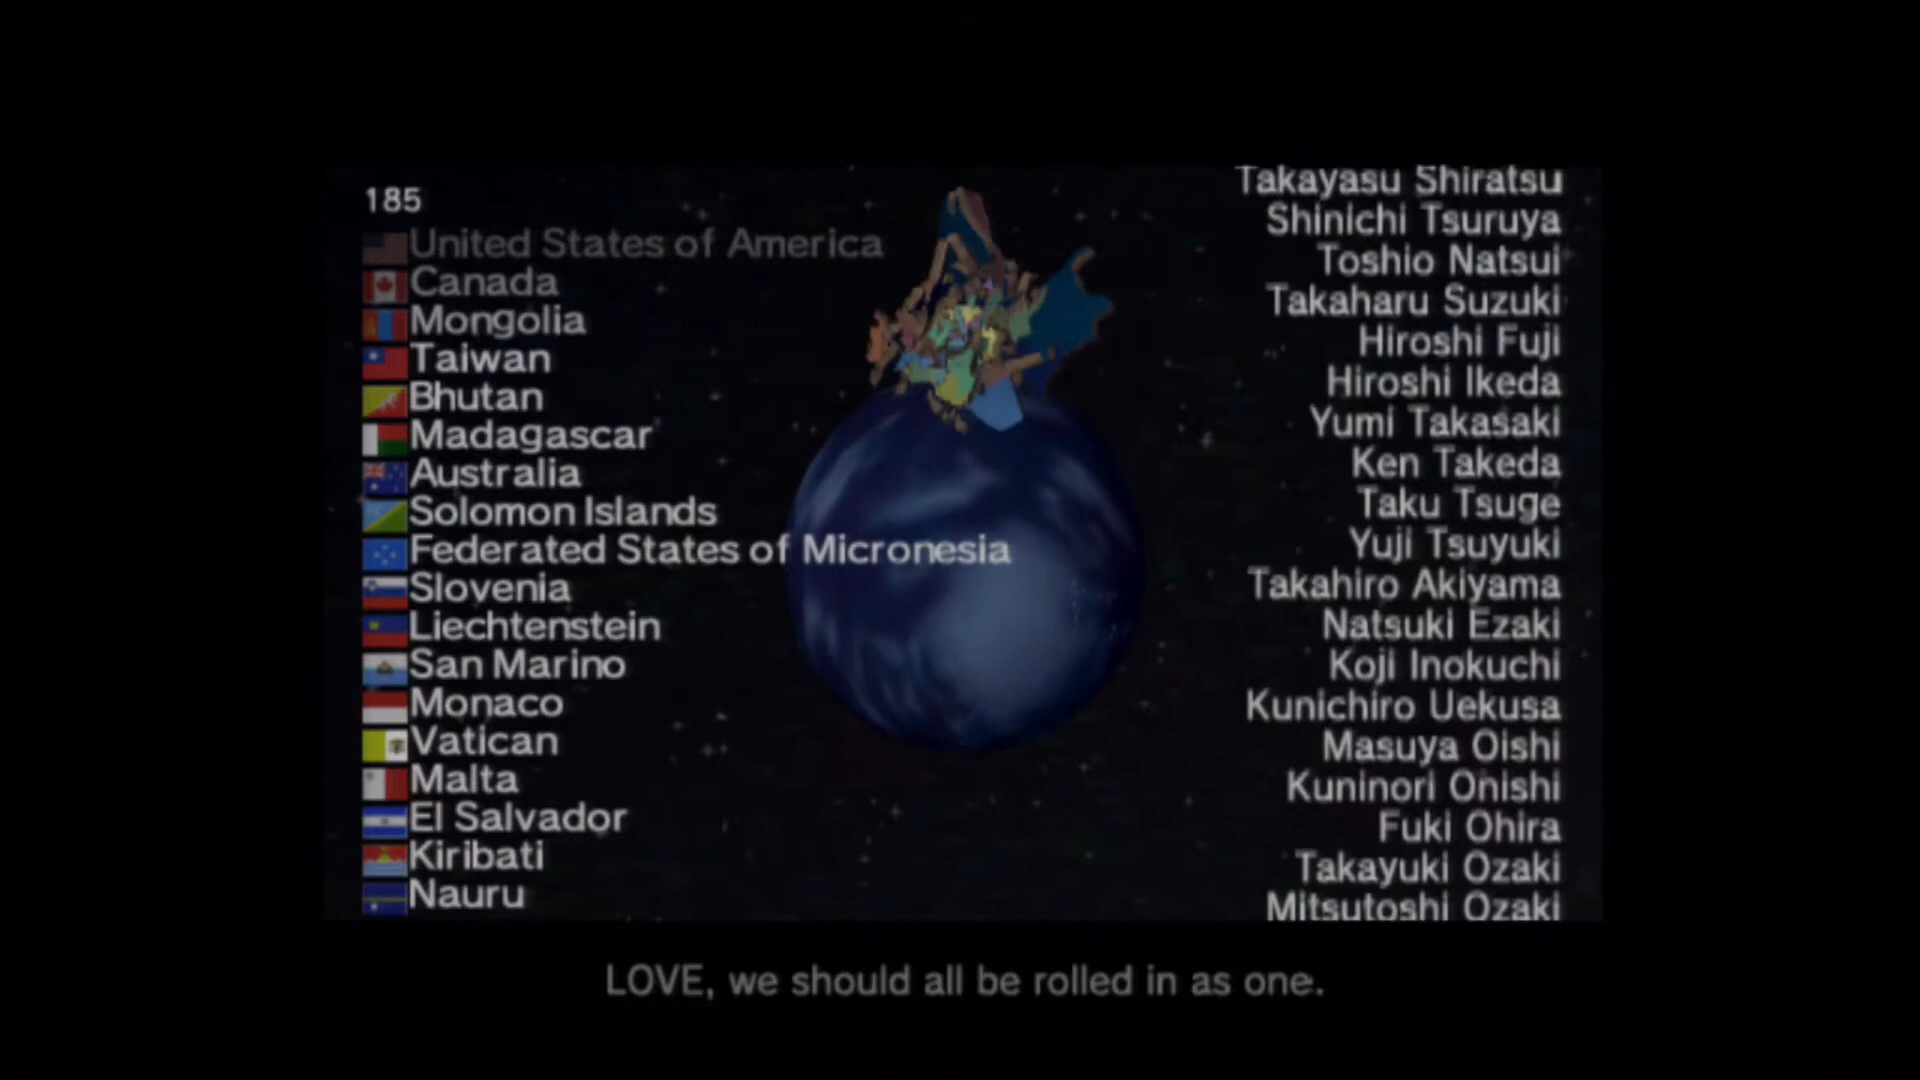 185
United States of America
Canada
Mongolia
Taiwan
Bhutan
Madagascar
Australia
Solomon Islands
Federated States of Micronesia
Slovenia
Liechtenstein
San Marino
Monaco
Vatican
Malta
El Salvador
Kiribati
Nauru
Takayasu Shiratsu
Shinichi Tsuruya
Toshio Natsui
Takaharu Suzuki
Hiroshi Fuji
Hiroshi Ikeda
Yumi Takasaki
Ken Takeda
Taku Tsuge
Yuji Tsuyuki
Takahiro Akiyama
Natsuki Ezaki
Koji Inokuchi
Kunichiro Uekusa
Masuya Oishi
Kuninori Onishi
Fuki Ohira
Takayuki Ozaki
Mitsutoshi Ozaki
LOVE, we should all be rolled in as one.